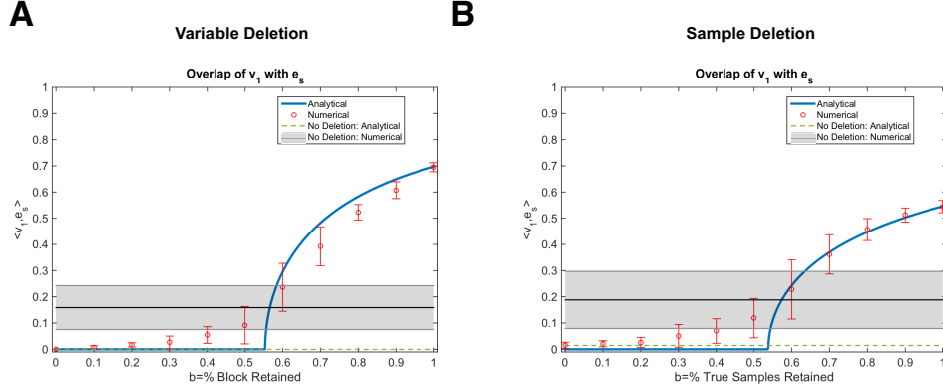 A
Variable Deletion
Overlap of v1 with es
Analytical
Numerical
No Deletion: Analytical
No Deletion: Numerical
<v1,es>
1
0.9
0.8
0.7
0.6
0.5
0.4
0.3
0.2
0.1
0
0 0.1 0.2 0.3 0.4 0.5 0.6 0.7 0.8 0.9 1
b=% Block Retained
B
Sample Deletion
Overlap of v1 with es
Analytical
Numerical
No Deletion: Analytical
No Deletion: Numerical
<v1,es>
1
0.9
0.8
0.7
0.6
0.5
0.4
0.3
0.2
0.1
0
0 0.1 0.2 0.3 0.4 0.5 0.6 0.7 0.8 0.9 1
b=% True Samples Retained